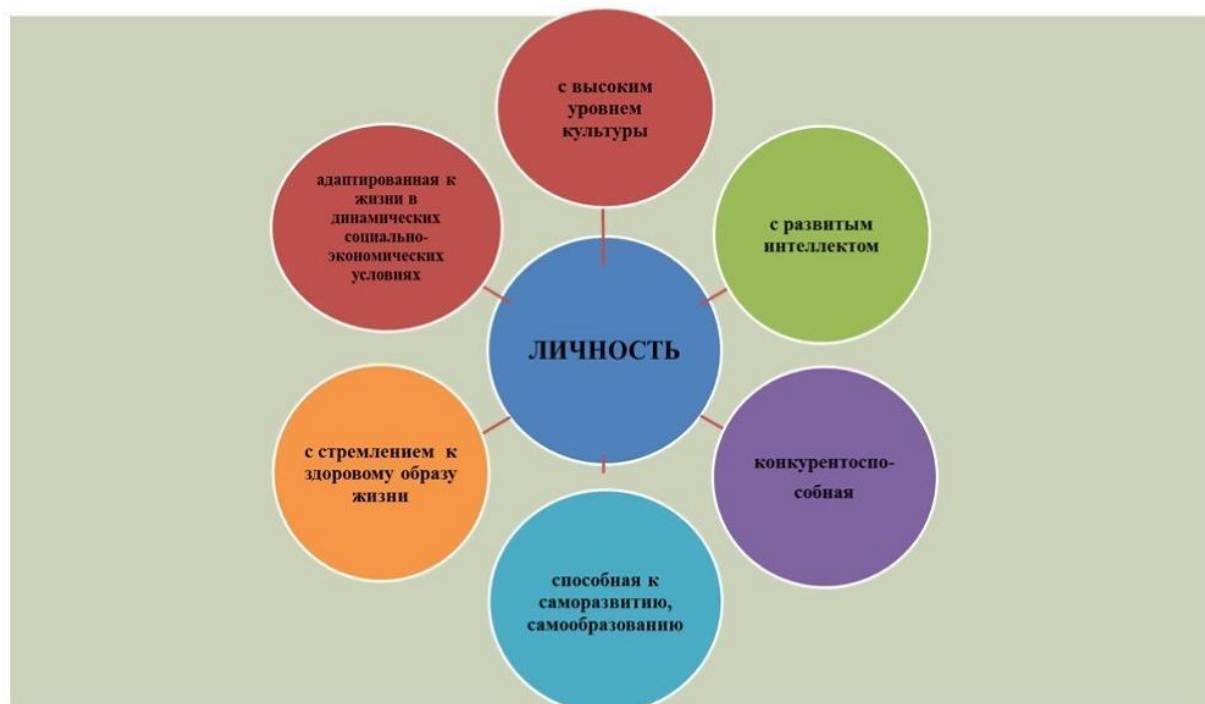 с высоким
уровнем
культуры
с развитым
интеллектом
конкурентоспо-
собная
способная к
саморазвитию,
самообразованию
с стремлением к
здоровому образу
жизни
адаптированная к
жизни в
динамических
социально-
экономических
условиях
ЛИЧНОСТЬ